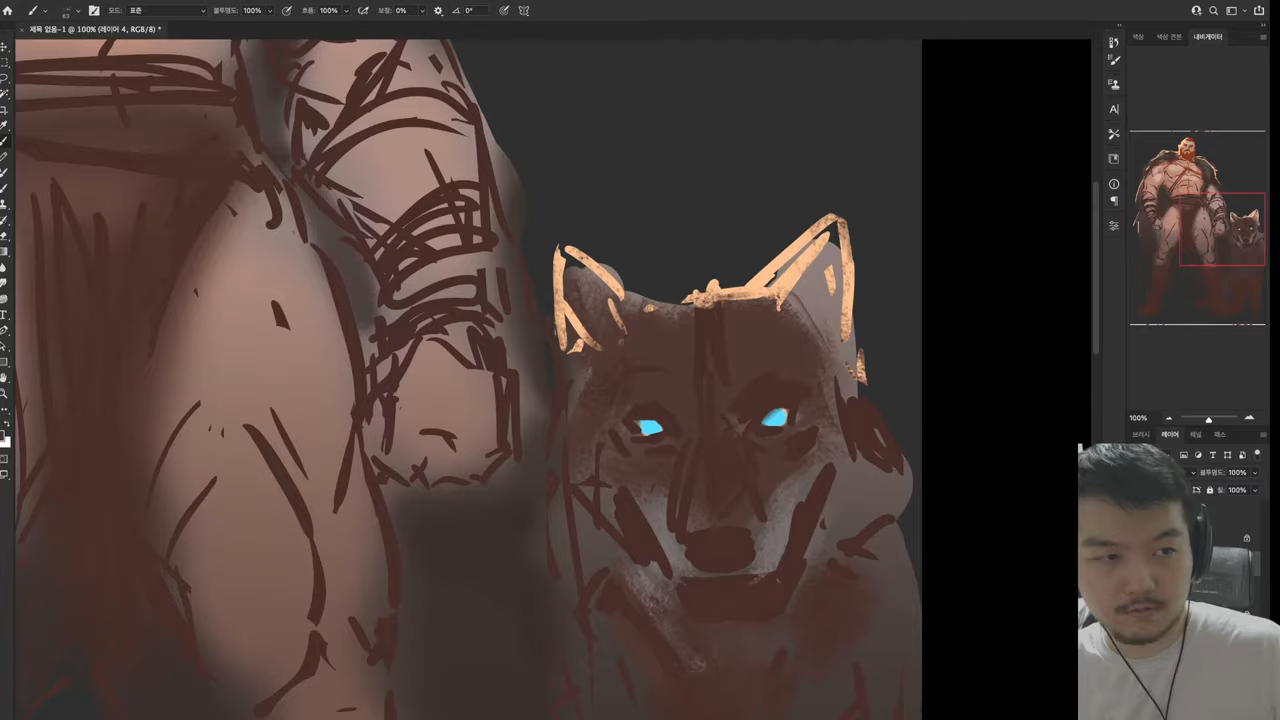 63
모드: 표준
불투명도: 100%
흐름: 100%
보정: 0%
0°
× 제목 없음-1 @ 100% (레이어 4, RGB/8) *
색상 색상 견본 내비게이터
100%
브러시 레이어 채널 패스
불투명도: 100%
칠: 100%